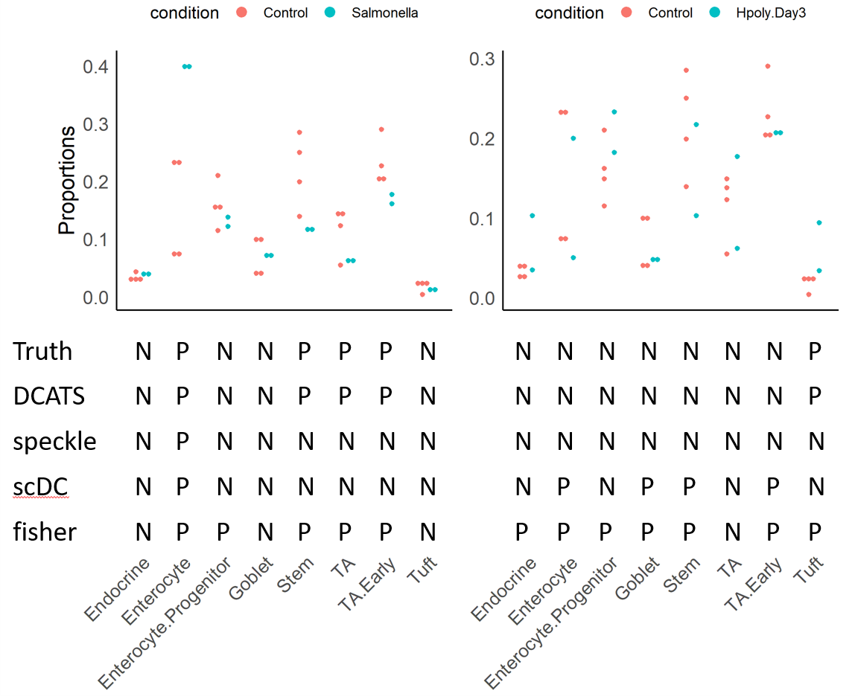 condition Control Salmonella
condition Control Hpoly.Day3
Proportions
0.4
0.3
0.2
0.1
0.0
0.3
0.2
0.1
0.0
Truth N P N N P P P N N N N N N N N P
DCATS N P N N P P P N N N N N N N N P
speckle N P N N N N N N N N N N N N N N
scDC N P N N N N N N N P N P P N P N
fisher N P P N P P P N P P P P P N P P
Endocrine
Enterocyte
Enterocyte.Progenitor
Goblet
Stem
TA
TA.Early
Tuft
Endocrine
Enterocyte
Enterocyte.Progenitor
Goblet
Stem
TA
TA.Early
Tuft